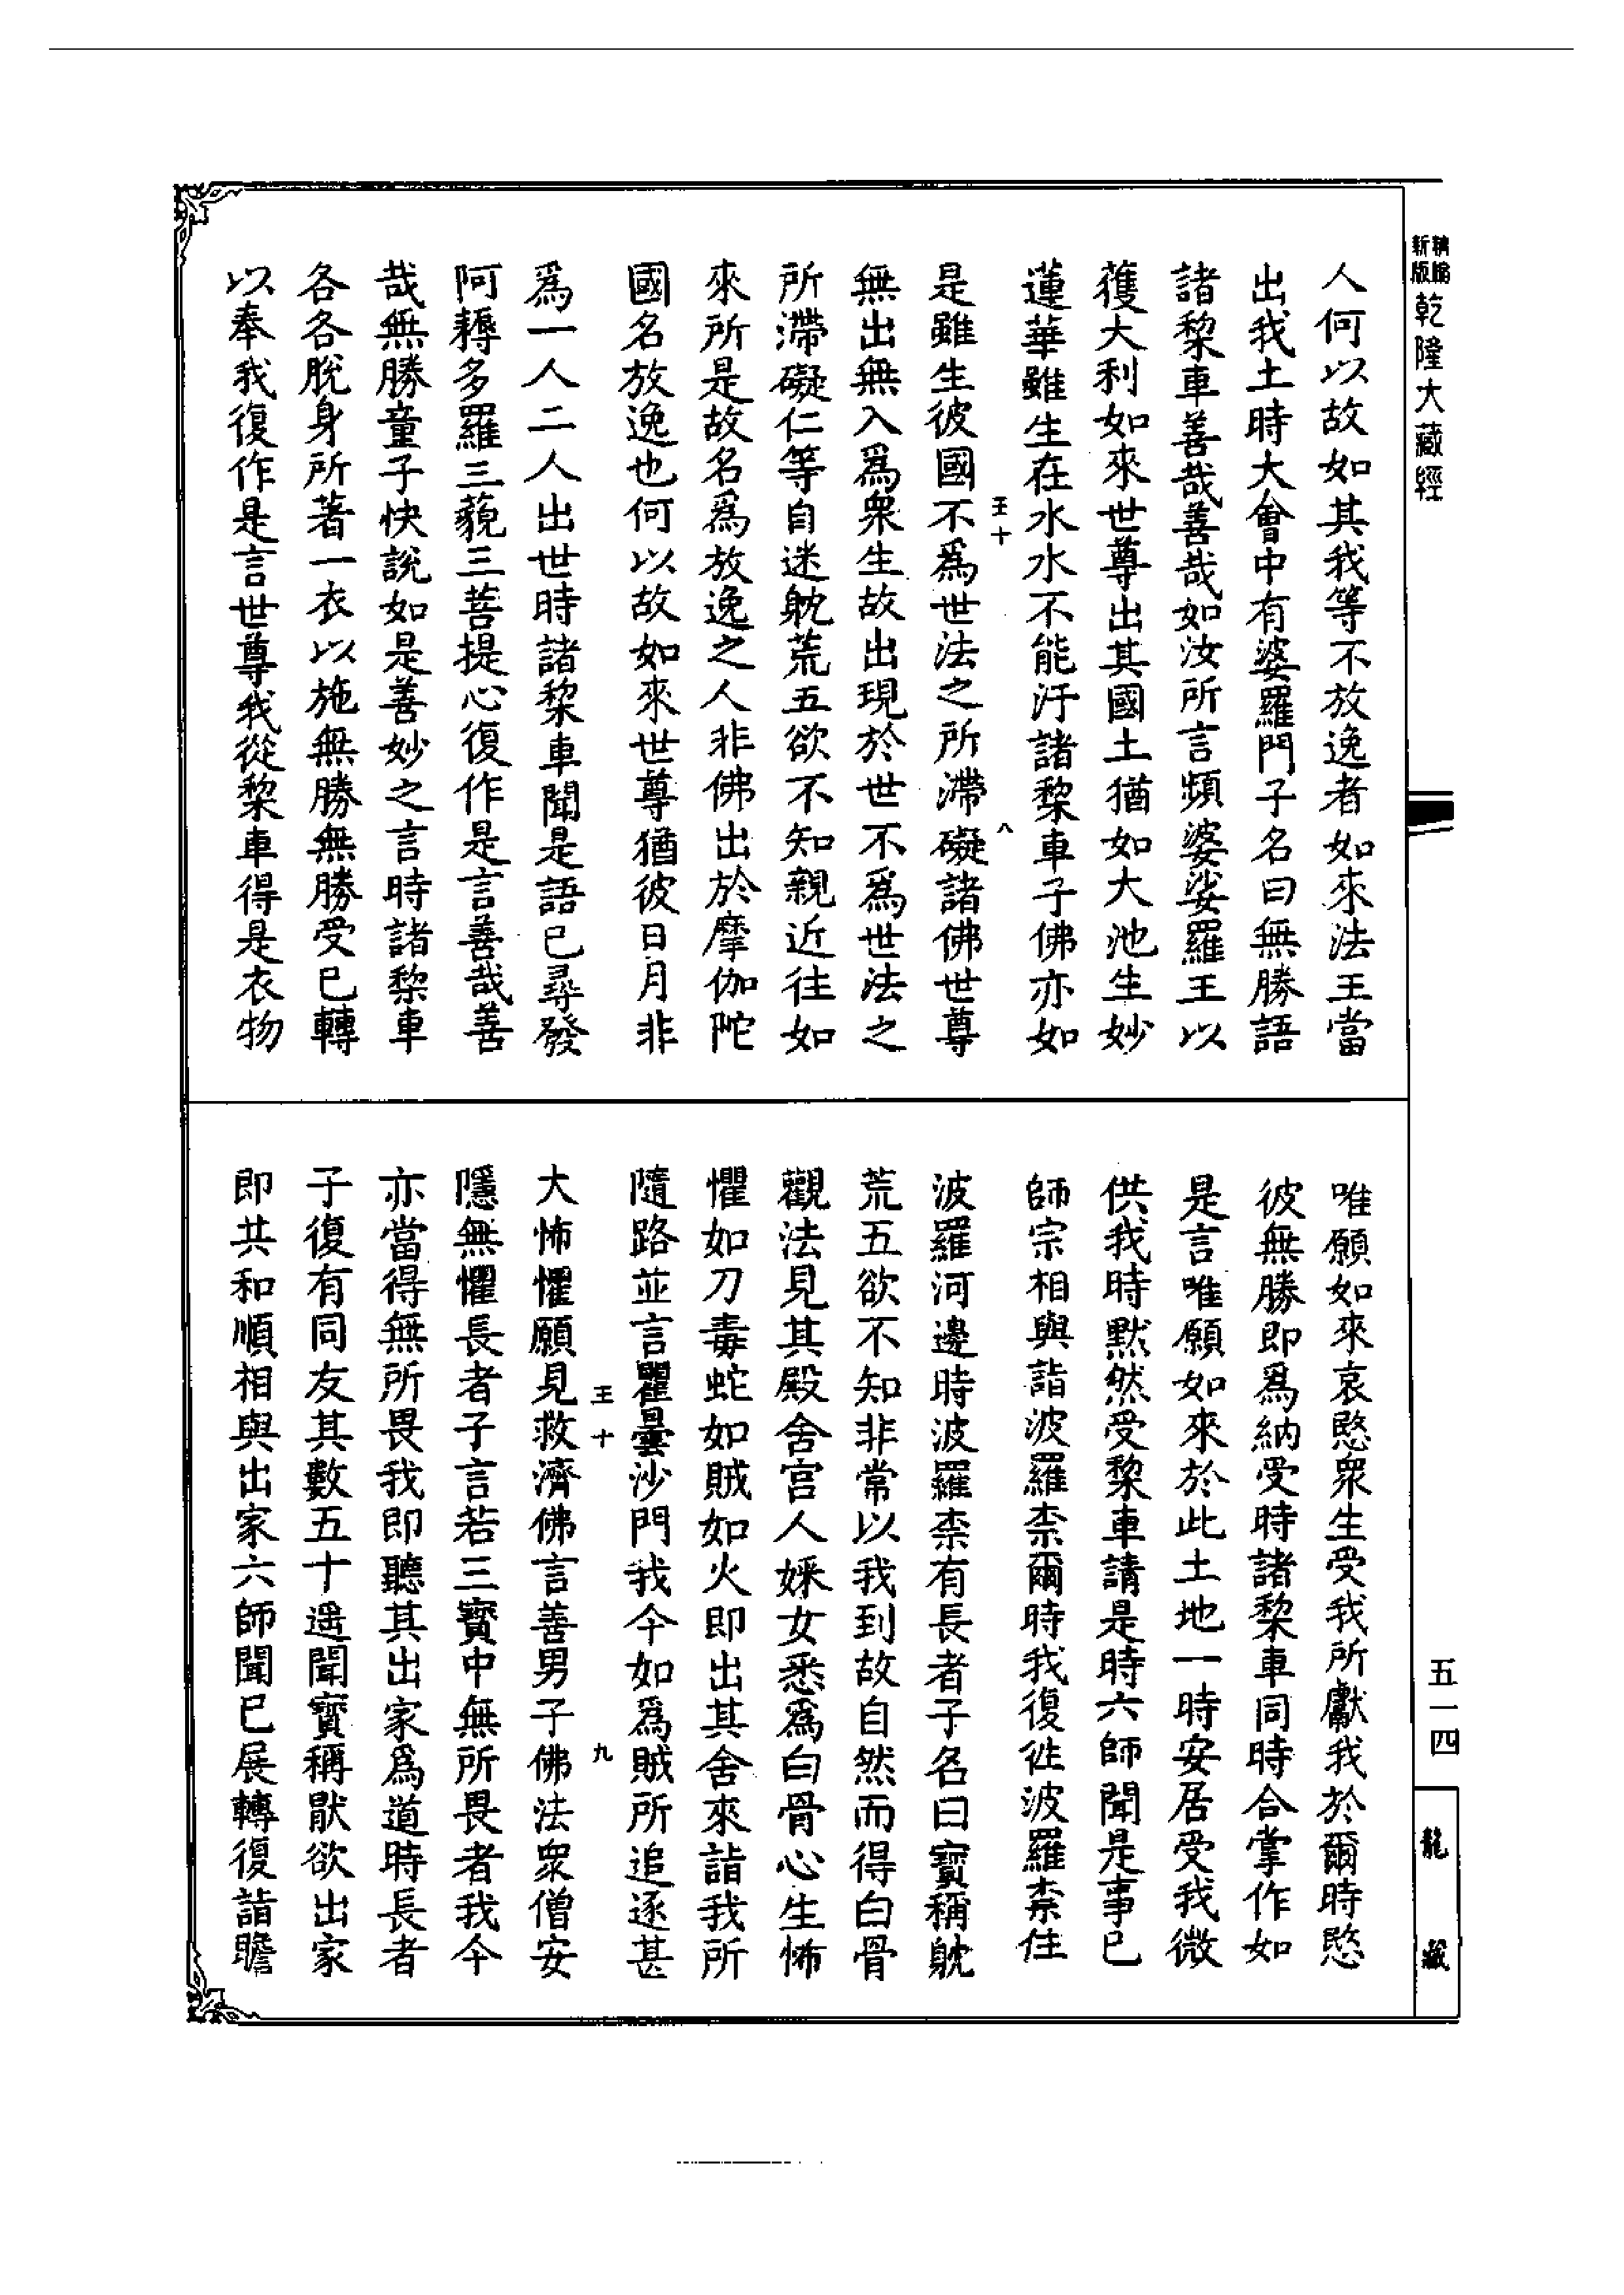 新編
新版
乾隆大藏經
人何以故如其我等不放逸者如來法王當
出我土時大會中有婆羅門子名曰無勝語
諸棃車善哉善哉如汝所言頻婆娑羅王以
獲大利如來世尊出其國土猶如大池生妙
蓮華雖生在水水不能汙諸棃車子佛亦如
王十
八
是雖生彼國不爲世法之所滯礙諸佛世尊
無出無入爲衆生故出現於世不爲世法之
所滯礙仁等自迷躭荒五欲不知親近往如
來所是故名爲放逸之人非佛出於摩伽陀
國名放逸也何以故如來世尊猶彼日月非
爲一人二人出世時諸棃車聞是語已尋發
阿耨多羅三藐三菩提心復作是言善哉善
哉無勝童子快說如是善妙之言時諸棃車
各各脫身所著一衣以施無勝無勝受已轉
以奉我復作是言世尊我從棃車得是衣物
唯願如來哀愍衆生受我所獻我於爾時愍
彼無勝即爲納受時諸棃車同時合掌作如
是言唯願如來於此土地一時安居受我微
供我時默然受棃車請是時六師聞是事已
師宗相與詣波羅柰爾時我復徃波羅柰住
波羅河邊時波羅柰有長者子名曰寶稱躭
荒五欲不知非常以我到故自然而得白骨
觀法見其殿舍宫人婇女悉爲白骨心生怖
懼如刀毒蛇如賊如火即出其舍來詣我所
隨路並言瞿曇沙門我今如爲賊所追逐甚
王十
九
大怖懼願見救濟佛言善男子佛法衆僧安
隱無懼長者子言若三寶中無所畏者我今
亦當得無所畏我即聽其出家爲道時長者
子復有同友其數五十遥聞寶稱猒欲出家
即共和順相與出家六師聞已展轉復詣瞻
五一四
龍藏